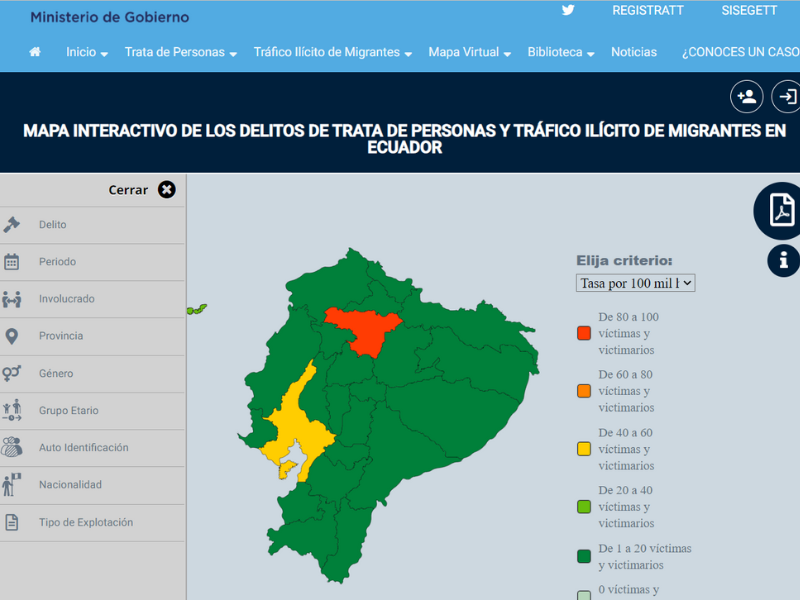 Ministerio de Gobierno
REGISTRATT
SISEGETT
Inicio
Trata de Personas
Tráfico Ilícito de Migrantes
Mapa Virtual
Biblioteca
Noticias
¿CONOCES UN CASO
MAPA INTERACTIVO DE LOS DELITOS DE TRATA DE PERSONAS Y TRÁFICO ILÍCITO DE MIGRANTES EN
ECUADOR
Cerrar
Delito
Periodo
Involucrado
Provincia
Género
Grupo Etario
Auto Identificación
Nacionalidad
Tipo de Explotación
Elija criterio:
Tasa por 100 mil h
De 80 a 100
víctimas y
victimarios
De 60 a 80
víctimas y
victimarios
De 40 a 60
víctimas y
victimarios
De 20 a 40
víctimas y
victimarios
De 1 a 20 víctimas
y victimarios
0 víctimas y